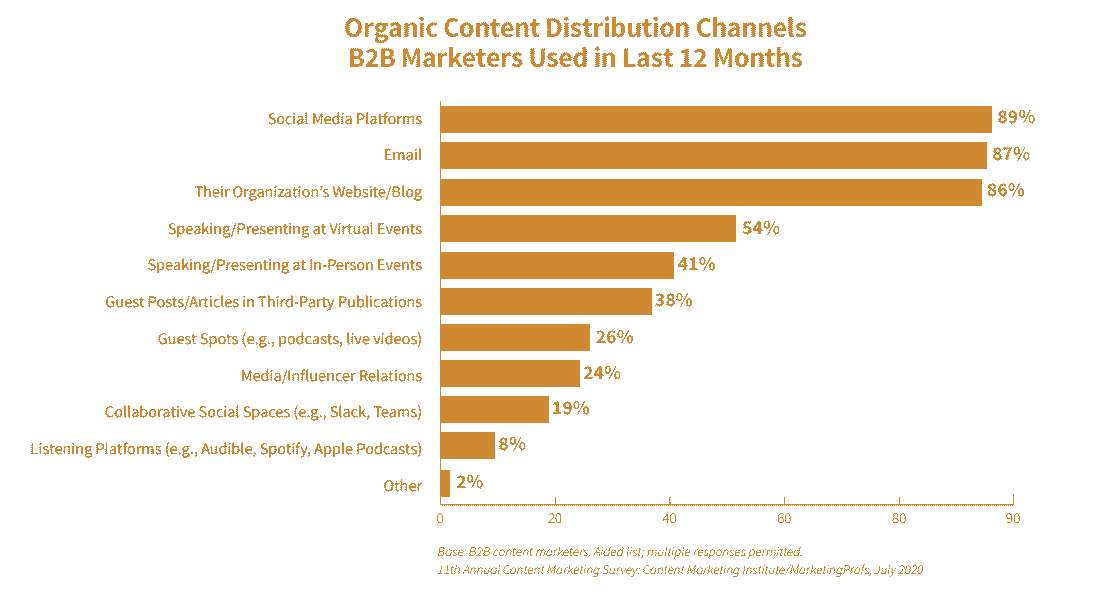 Organic Content Distribution Channels
B2B Marketers Used in Last 12 Months
Social Media Platforms 89%
Email 87%
Their Organization's Website/Blog 86%
Speaking/Presenting at Virtual Events 54%
Speaking/Presenting at In-Person Events 41%
Guest Posts/Articles in Third-Party Publications 38%
Guest Spots (e.g., podcasts, live videos) 26%
Media/Influencer Relations 24%
Collaborative Social Spaces (e.g., Slack, Teams) 19%
Listening Platforms (e.g., Audible, Spotify, Apple Podcasts) 8%
Other 2%
0 20 40 60 80 90
Base: B2B content marketers. Aided list; multiple responses permitted.
11th Annual Content Marketing Survey: Content Marketing Institute/MarketingProfs, July 2020